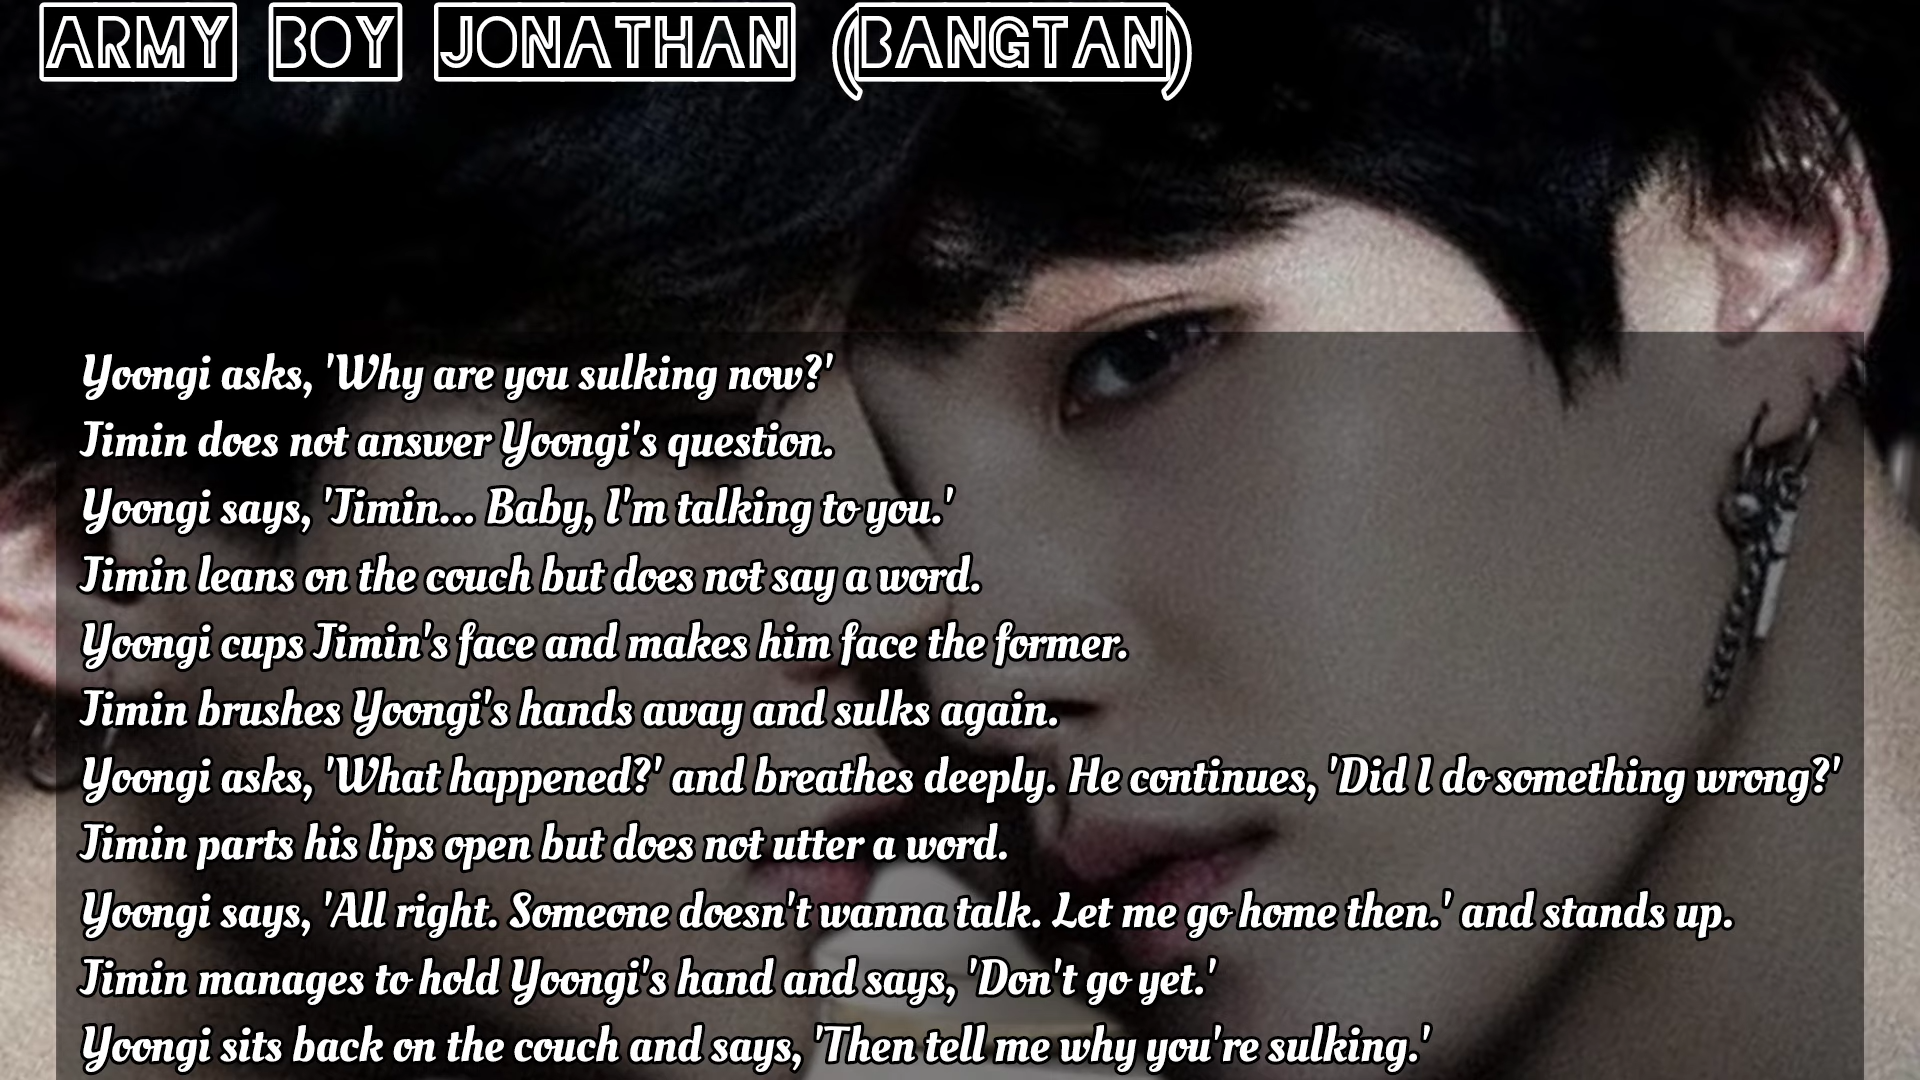 ARMY BOY JONATHAN (BANGTAN)
Yoongi asks, 'Why are you sulking now?'
Jimin does not answer Yoongi's question.
Yoongi says, 'Jimin... Baby, I'm talking to you.'
Jimin leans on the couch but does not say a word.
Yoongi cups Jimin's face and makes him face the former.
Jimin brushes Yoongi's hands away and sulks again.
Yoongi asks, 'What happened?' and breathes deeply. He continues, 'Did I do something wrong?'
Jimin parts his lips open but does not utter a word.
Yoongi says, 'All right. Someone doesn't wanna talk. Let me go home then.' and stands up.
Jimin manages to hold Yoongi's hand and says, 'Don't go yet.'
Yoongi sits back on the couch and says, 'Then tell me why you're sulking.'